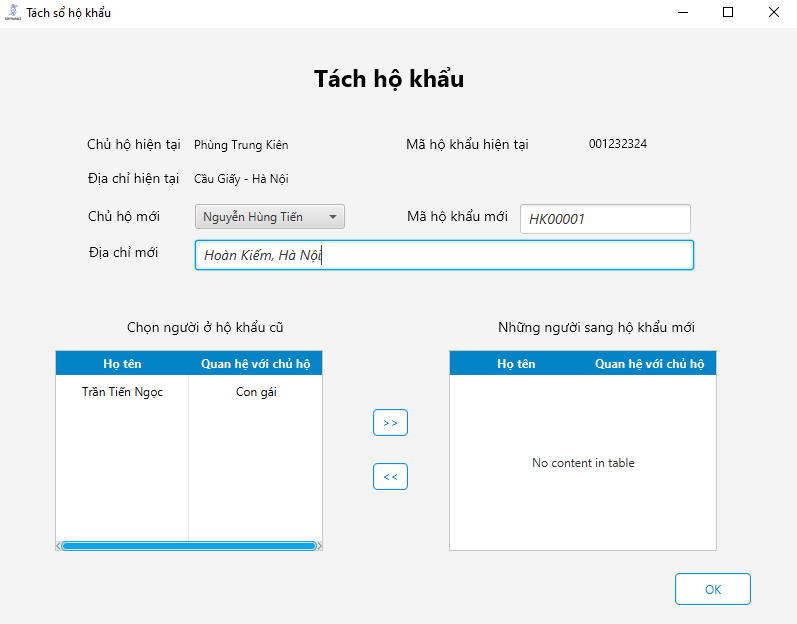 Tách sổ hộ khẩu
Tách hộ khẩu
Chủ hộ hiện tại Phùng Trung Kiên Mã hộ khẩu hiện tại 001232324
Địa chỉ hiện tại Cầu Giấy - Hà Nội
Chủ hộ mới Nguyễn Hùng Tiến Mã hộ khẩu mới HK00001
Địa chỉ mới Hoàn Kiếm, Hà Nội
Chọn người ở hộ khẩu cũ Những người sang hộ khẩu mới
Họ tên Quan hệ với chủ hộ Họ tên Quan hệ với chủ hộ
Trần Tiến Ngọc Con gái
>>
No content in table
<<
OK